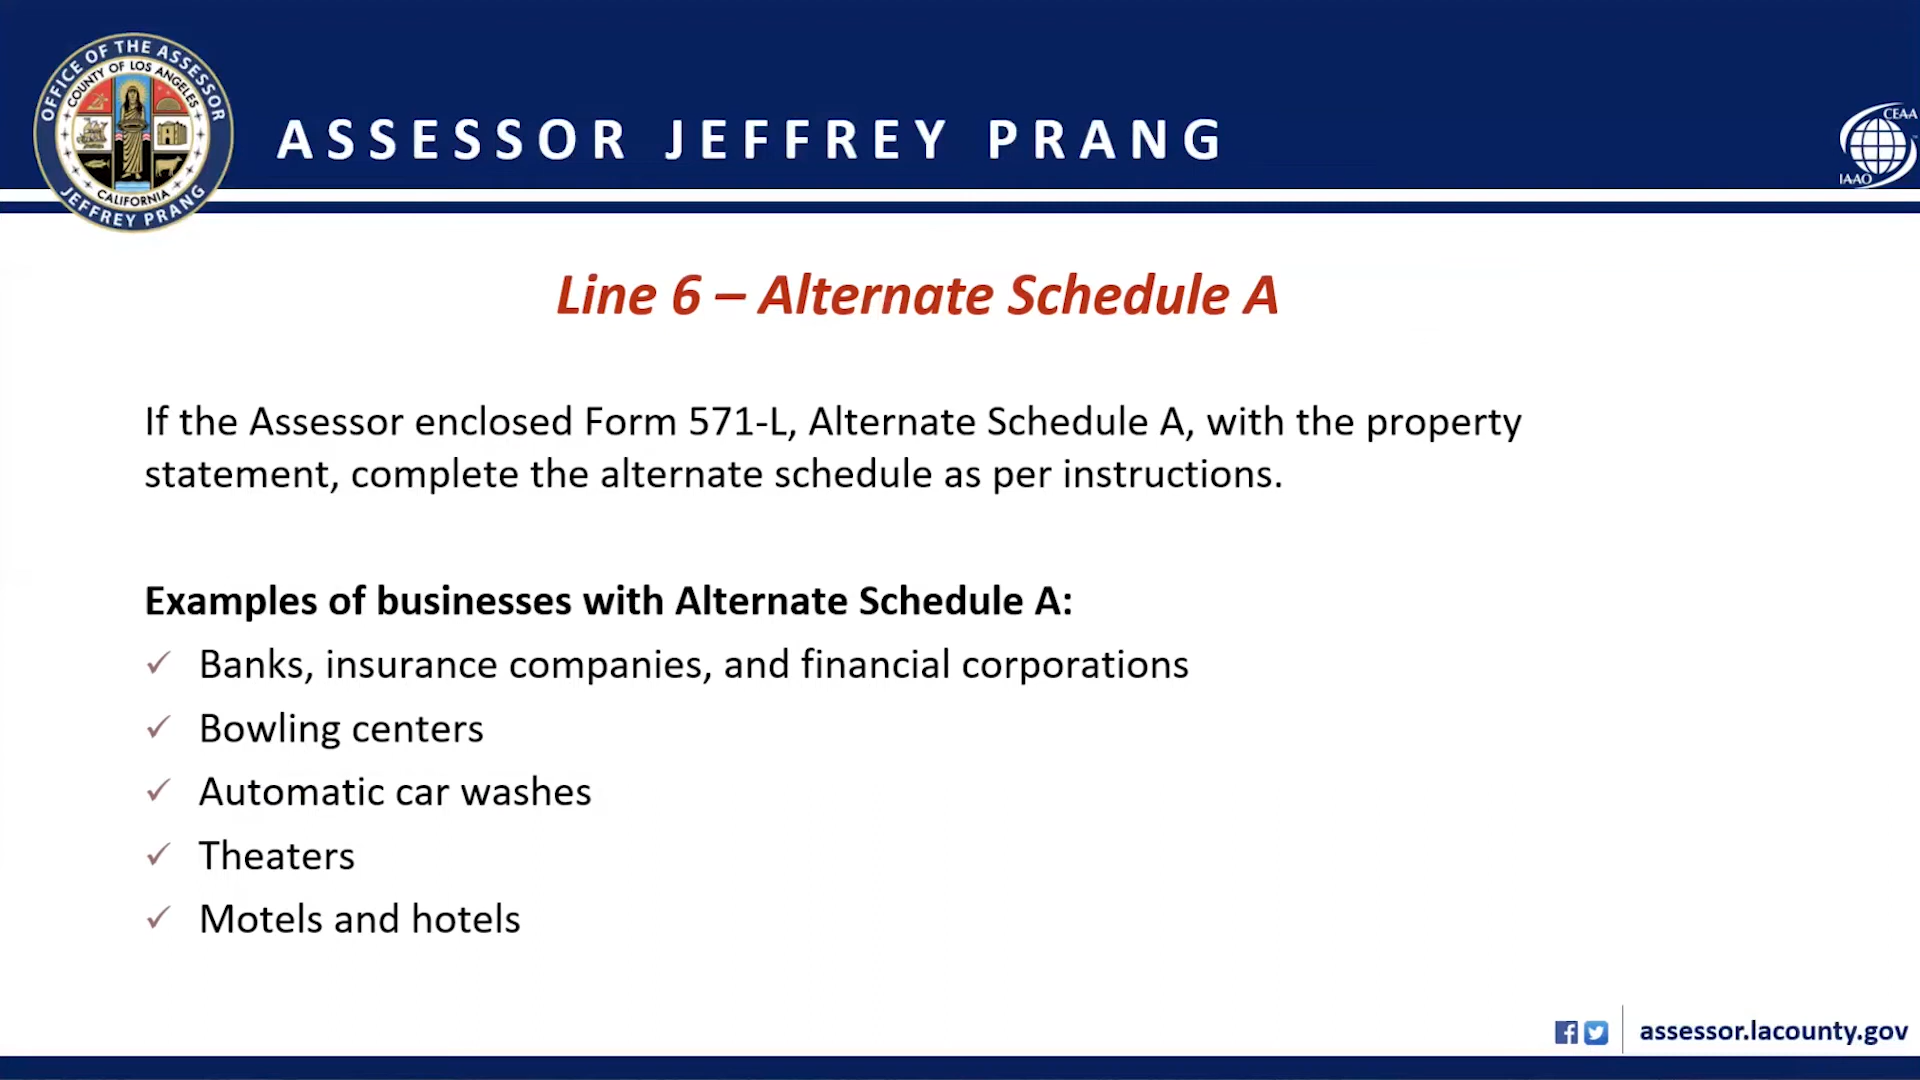 OFFICE OF THE ASSESSOR
COUNTY OF LOS ANGELES
CALIFORNIA
JEFFREY PRANG
ASSESSOR JEFFREY PRANG
CEAA
IAAO
Line 6 – Alternate Schedule A
If the Assessor enclosed Form 571-L, Alternate Schedule A, with the property
statement, complete the alternate schedule as per instructions.
Examples of businesses with Alternate Schedule A:
✓ Banks, insurance companies, and financial corporations
✓ Bowling centers
✓ Automatic car washes
✓ Theaters
✓ Motels and hotels
assessor.lacounty.gov